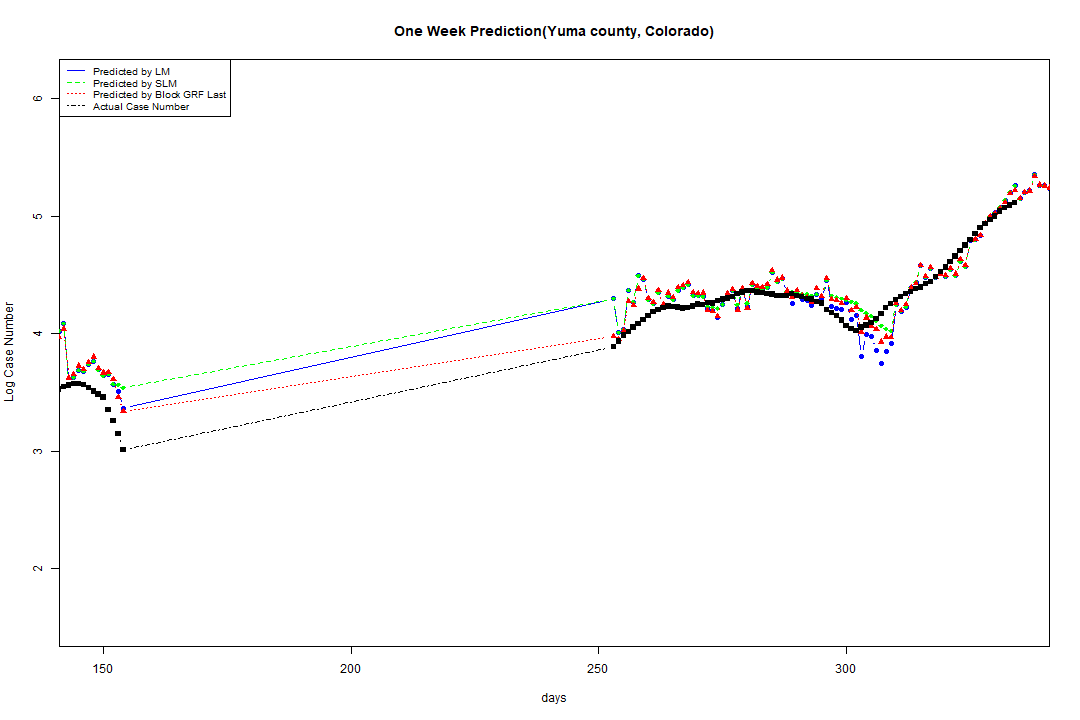 One Week Prediction(Yuma county, Colorado)
Predicted by LM
Predicted by SLM
Predicted by Block GRF Last
Actual Case Number
Log Case Number
6
5
4
3
2
150
200
250
300
days